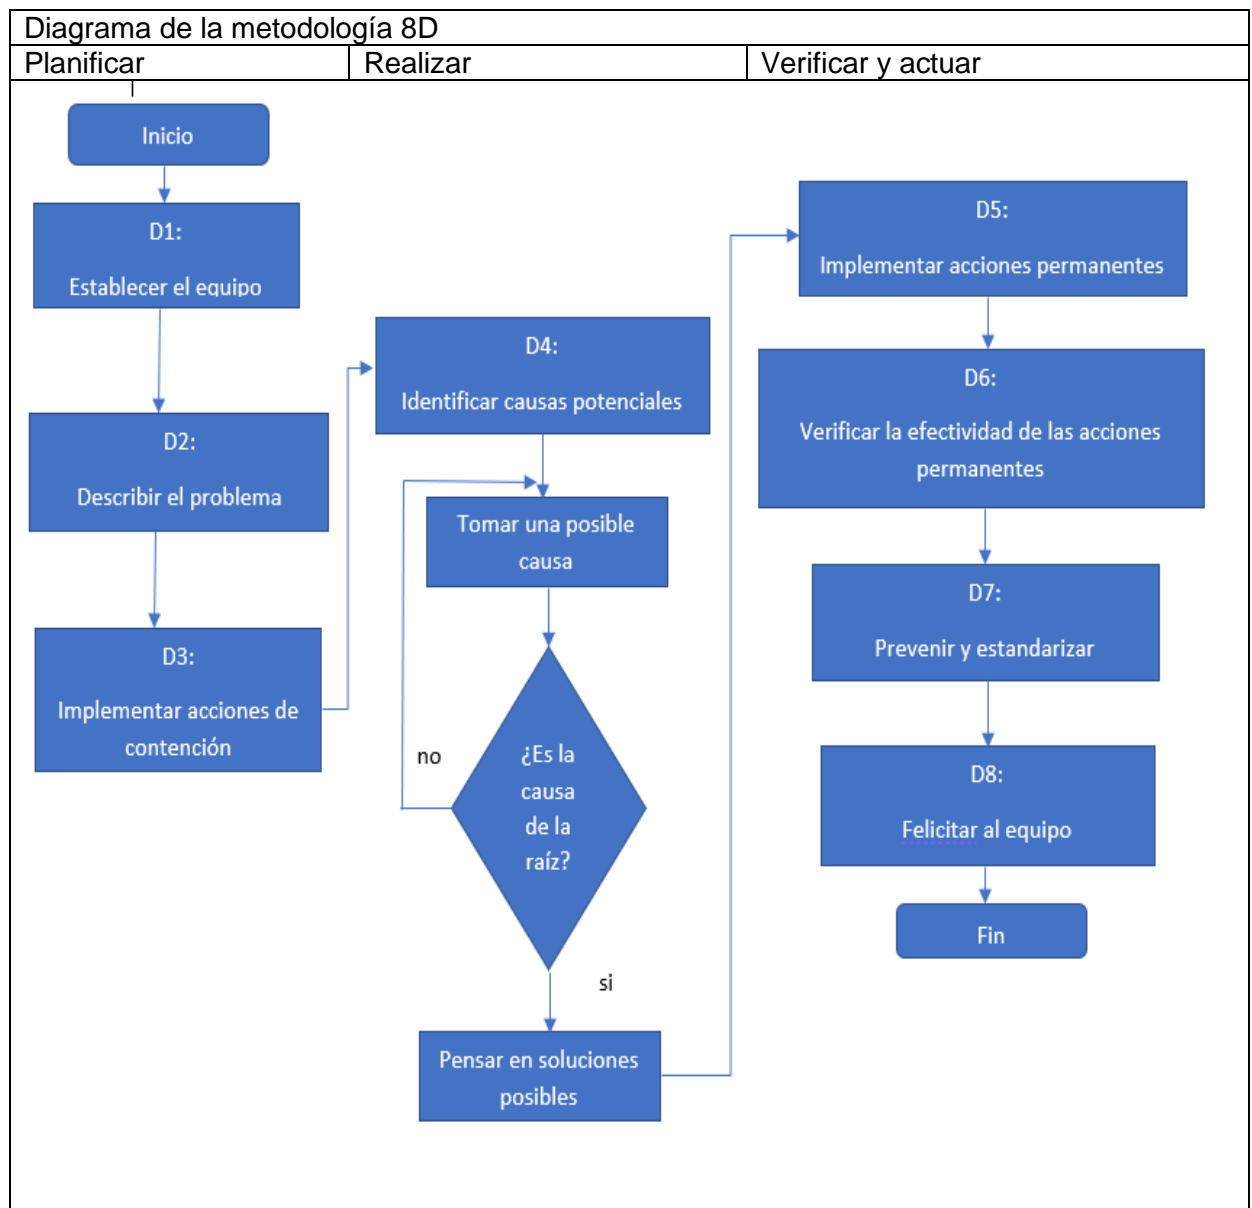 Diagrama de la metodología 8D
Planificar
Realizar
Verificar y actuar
Inicio
D1:
Establecer el equipo
D2:
Describir el problema
D3:
Implementar acciones de
contención
D4:
Identificar causas potenciales
Tomar una posible
causa
¿Es la
causa
de la
raíz?
no
si
Pensar en soluciones
posibles
D5:
Implementar acciones permanentes
D6:
Verificar la efectividad de las acciones
permanentes
D7:
Prevenir y estandarizar
D8:
Felicitar al equipo
Fin